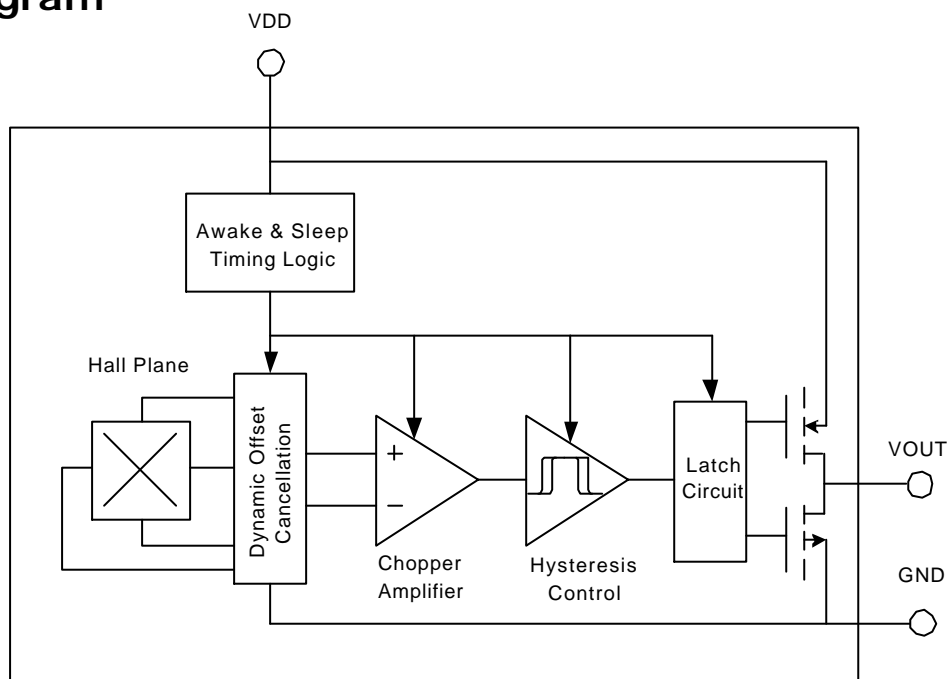 gram
VDD
Awake & Sleep
Timing Logic
Hall Plane
Dynamic Offset
Cancellation
+
−
Chopper
Amplifier
Hysteresis
Control
Latch
Circuit
VOUT
GND